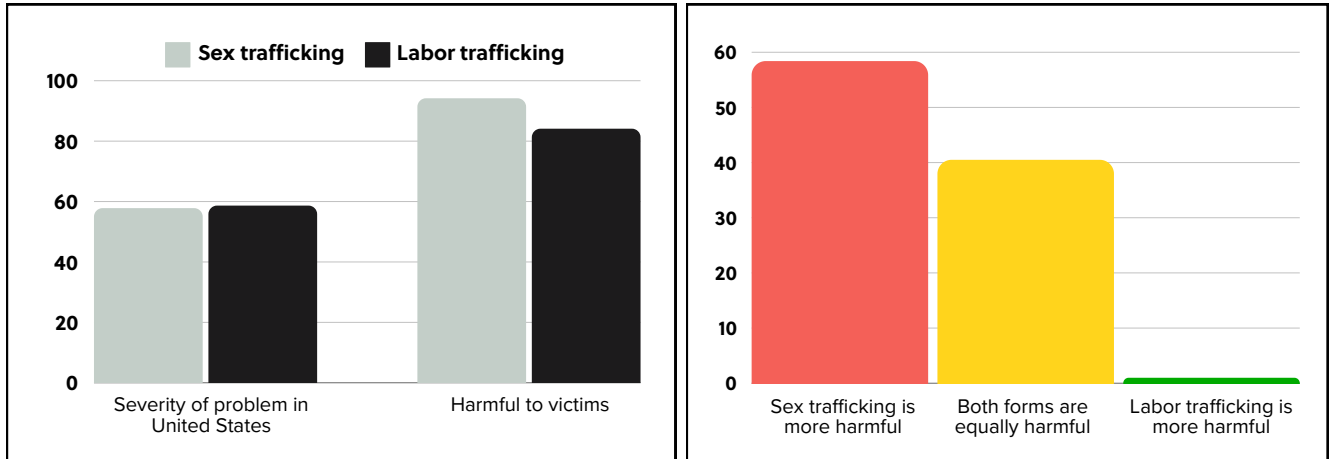 Sex trafficking
Labor trafficking
100
80
60
40
20
0
Severity of problem in
United States
Harmful to victims
60
50
40
30
20
10
0
Sex trafficking is
more harmful
Both forms are
equally harmful
Labor trafficking is
more harmful